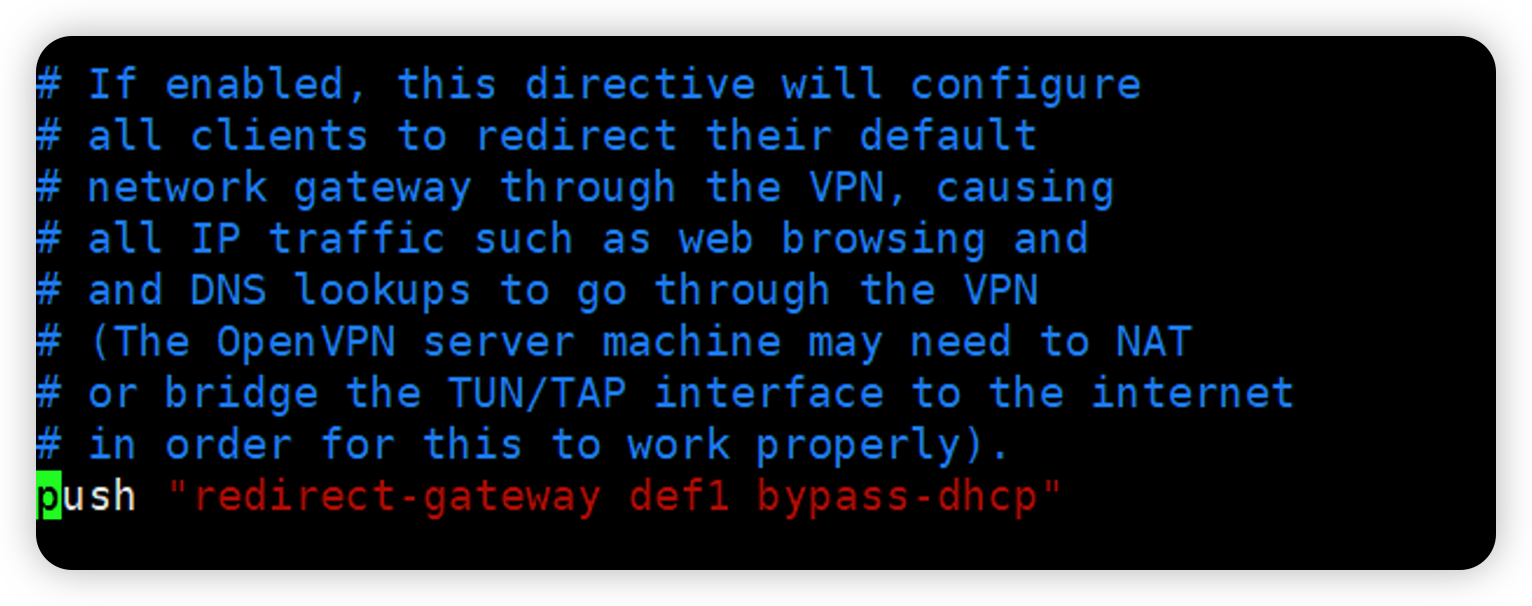 # If enabled, this directive will configure
# all clients to redirect their default
# network gateway through the VPN, causing
# all IP traffic such as web browsing and
# and DNS lookups to go through the VPN
# (The OpenVPN server machine may need to NAT
# or bridge the TUN/TAP interface to the internet
# in order for this to work properly).
push "redirect-gateway def1 bypass-dhcp"